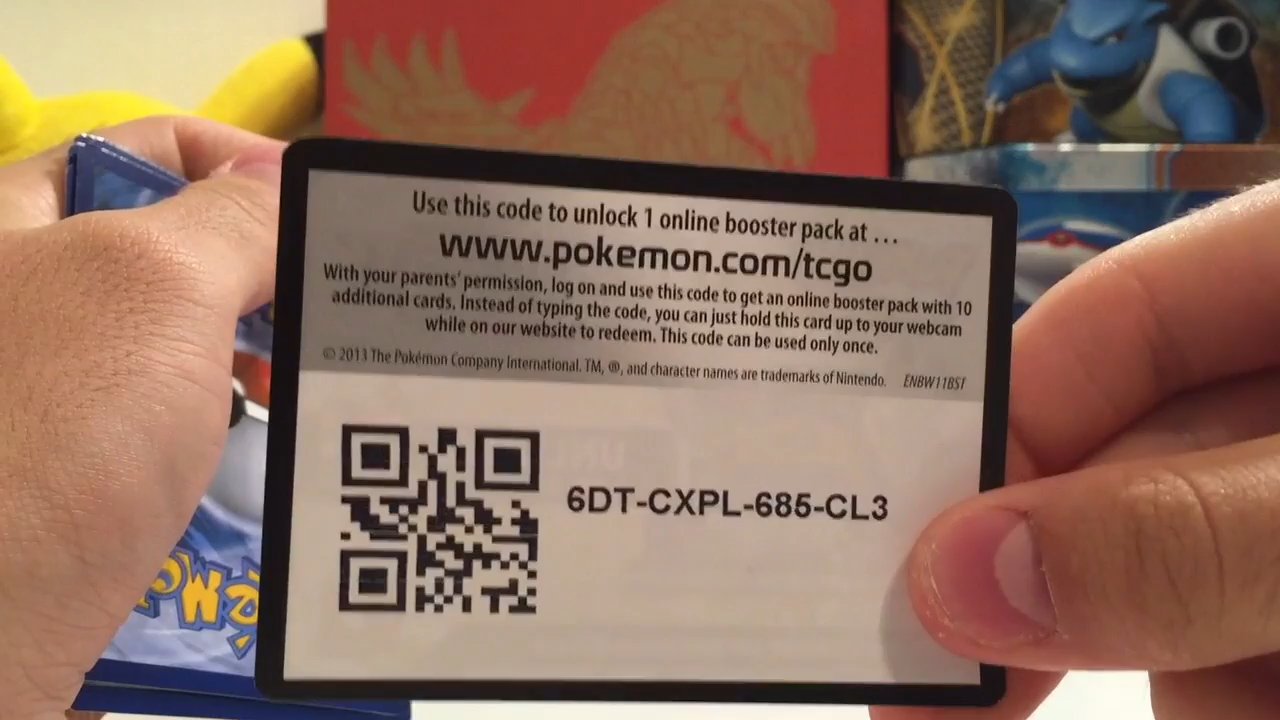 Use this code to unlock 1 online booster pack at ...
www.pokemon.com/tcgo
With your parents' permission, log on and use this code to get an online booster pack with 10
additional cards. Instead of typing the code, you can just hold this card up to your webcam
while on our website to redeem. This code can be used only once.
© 2013 The Pokémon Company International. TM, ®, and character names are trademarks of Nintendo. ENBW11BST
6DT-CXPL-685-CL3